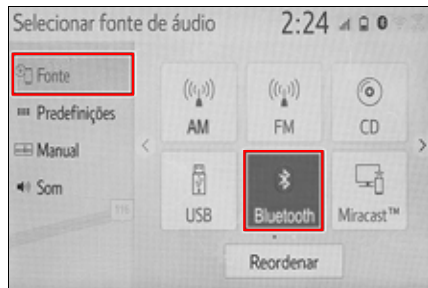 Selecionar fonte de áudio 2:24
Fonte
Predefinições
Manual
Som
AM
FM
CD
USB
Bluetooth
Miracast™
Reordenar